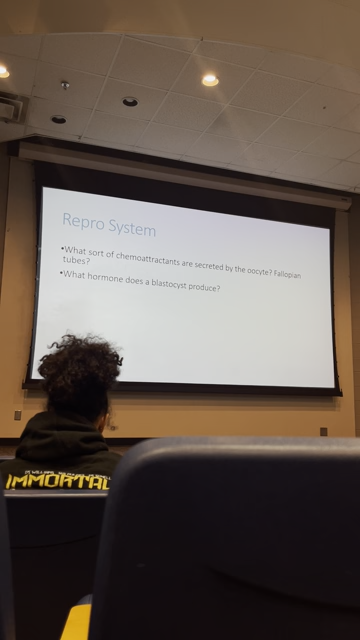 Repro System
•What sort of chemoattractants are secreted by the oocyte? Fallopian
tubes?
•What hormone does a blastocyst produce?
IMMORTAL